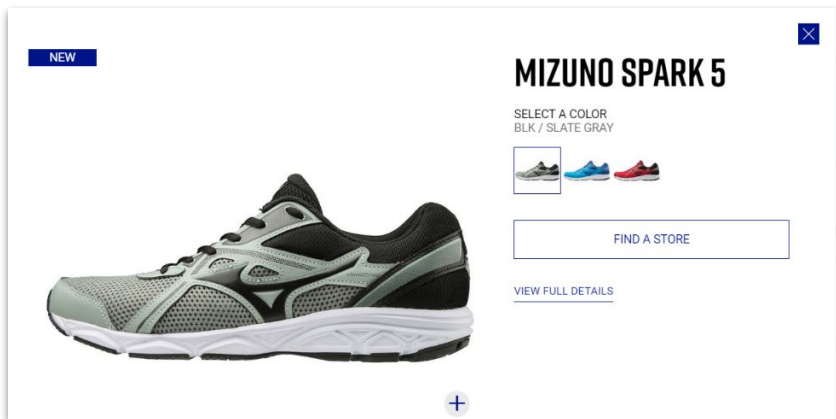 NEW
MIZUNO SPARK 5
SELECT A COLOR
BLK / SLATE GRAY
FIND A STORE
VIEW FULL DETAILS